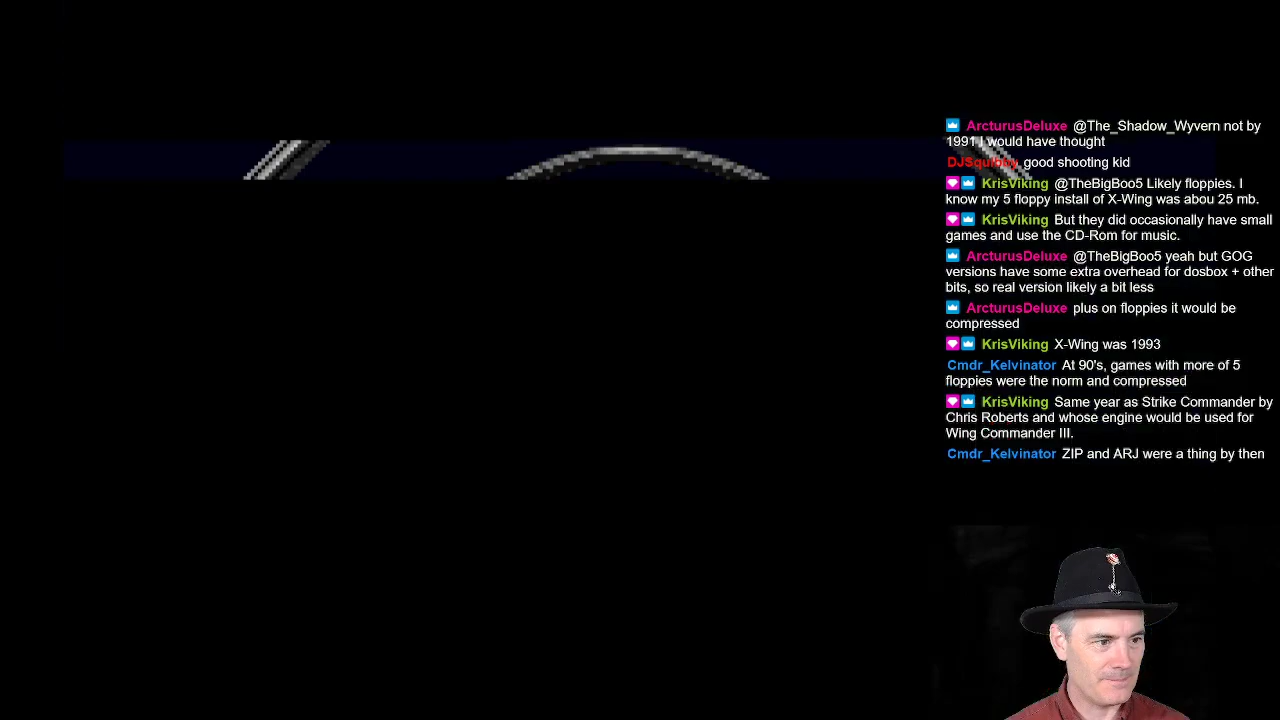 ArcturusDeluxe @The_Shadow_Wyvern not by
1991 I would have thought
DJSquibby good shooting kid
KrisViking @TheBigBoo5 Likely floppies. I
know my 5 floppy install of X-Wing was abou 25 mb.
KrisViking But they did occasionally have small
games and use the CD-Rom for music.
ArcturusDeluxe @TheBigBoo5 yeah but GOG
versions have some extra overhead for dosbox + other
bits, so real version likely a bit less
ArcturusDeluxe plus on floppies it would be
compressed
KrisViking X-Wing was 1993
Cmdr_Kelvinator At 90's, games with more of 5
floppies were the norm and compressed
KrisViking Same year as Strike Commander by
Chris Roberts and whose engine would be used for
Wing Commander III.
Cmdr_Kelvinator ZIP and ARJ were a thing by then